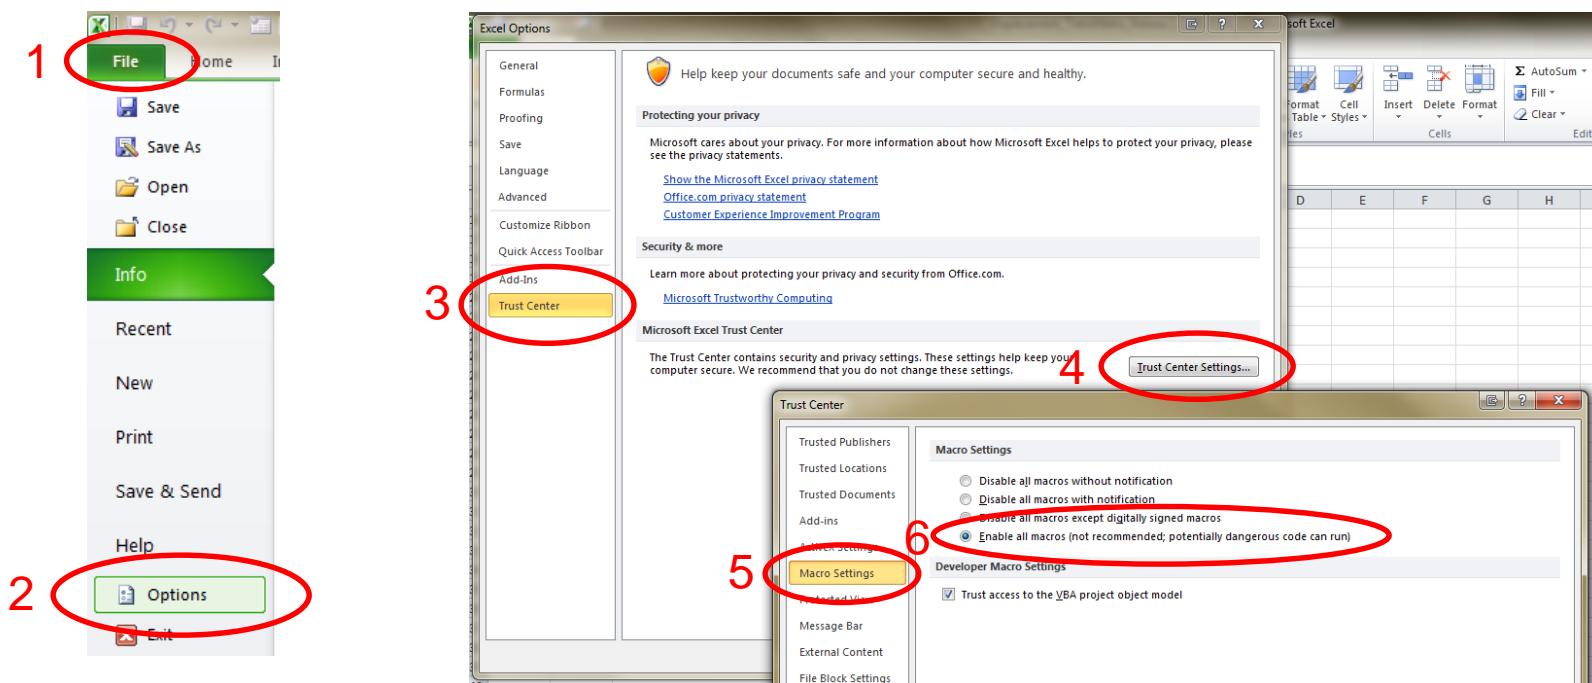 1
File
Home
Save
Save As
Open
Close
Info
Recent
New
Print
Save & Send
Help
2
Options
Exit
Excel Options
General
Formulas
Proofing
Save
Language
Advanced
Customize Ribbon
Quick Access Toolbar
Add-Ins
3
Trust Center
Help keep your documents safe and your computer secure and healthy.
Protecting your privacy
Microsoft cares about your privacy. For more information about how Microsoft Excel helps to protect your privacy, please
see the privacy statements.
Show the Microsoft Excel privacy statement
Office.com privacy statement
Customer Experience Improvement Program
Security & more
Learn more about protecting your privacy and security from Office.com.
Microsoft Trustworthy Computing
Microsoft Excel Trust Center
The Trust Center contains security and privacy settings. These settings help keep your
computer secure. We recommend that you do not change these settings.
4
Trust Center Settings...
soft Excel
Format Cell Insert Delete Format
Table Styles
Cells
Σ AutoSum
Fill
Clear
Edit
D E F G H
Trust Center
Trusted Publishers
Trusted Locations
Trusted Documents
Add-ins
ActiveX Settings
5
Macro Settings
Protected View
Message Bar
External Content
File Block Settings
Macro Settings
Disable all macros without notification
Disable all macros with notification
Disable all macros except digitally signed macros
6
Enable all macros (not recommended; potentially dangerous code can run)
Developer Macro Settings
Trust access to the VBA project object model